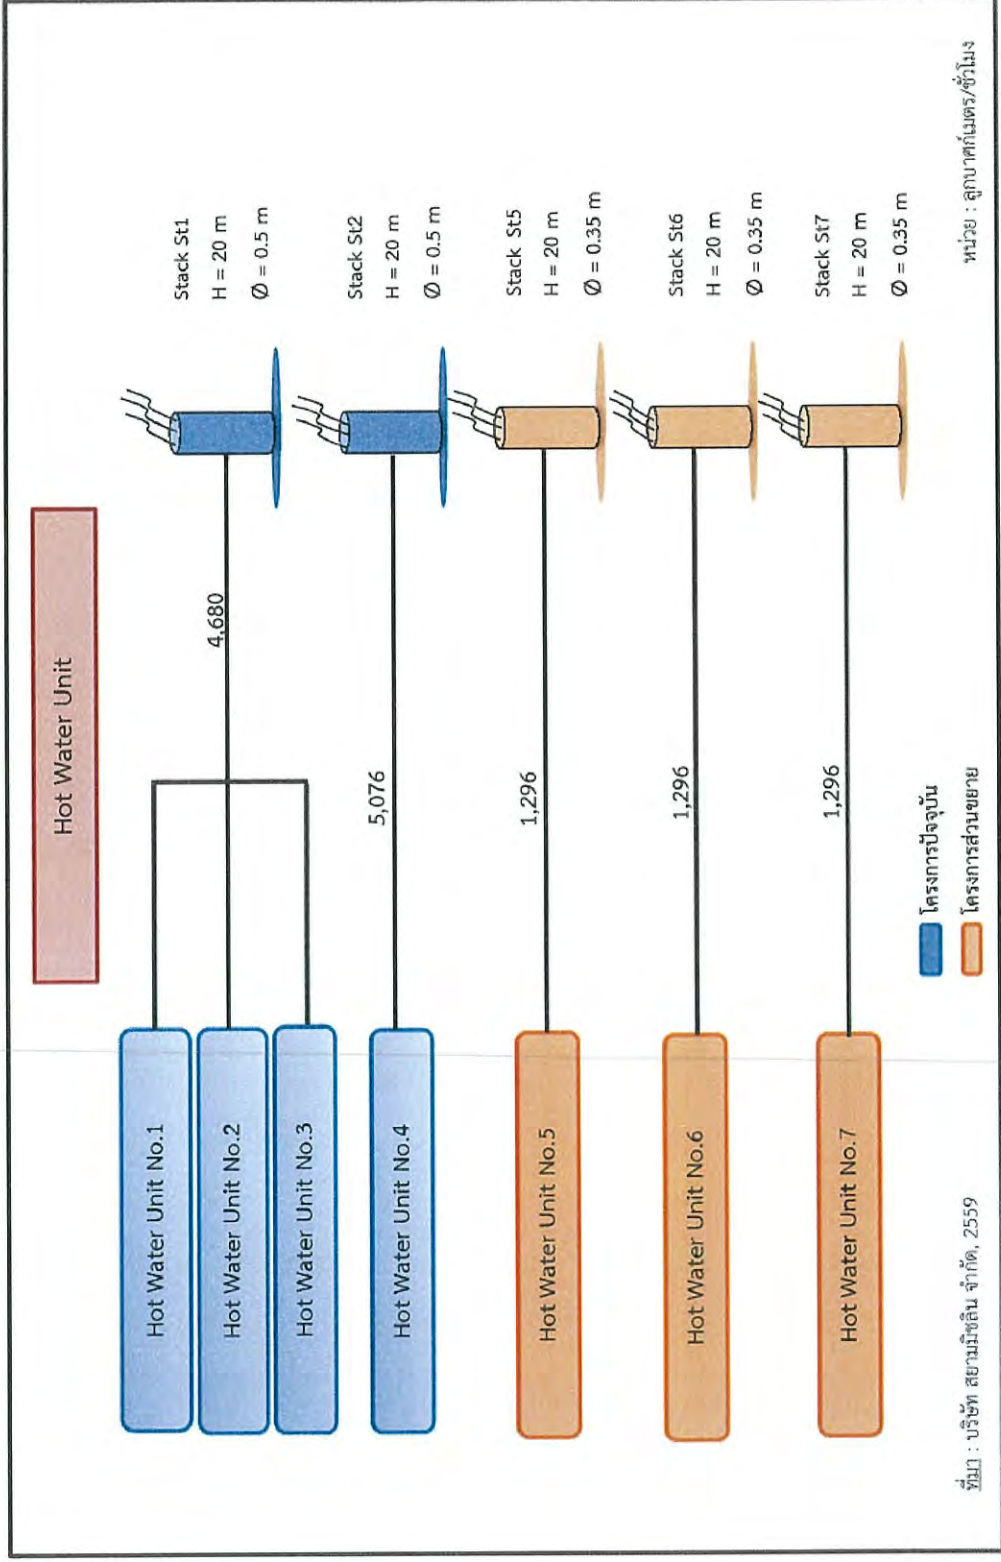 Hot Water Unit
Hot Water Unit No.1
Hot Water Unit No.2
Hot Water Unit No.3
4,680
Stack St1
H = 20 m
Ø = 0.5 m
Hot Water Unit No.4
5,076
Stack St2
H = 20 m
Ø = 0.5 m
Hot Water Unit No.5
1,296
Stack St5
H = 20 m
Ø = 0.35 m
Hot Water Unit No.6
1,296
Stack St6
H = 20 m
Ø = 0.35 m
Hot Water Unit No.7
1,296
Stack St7
H = 20 m
Ø = 0.35 m
โครงการปัจจุบัน
โครงการส่วนขยาย
ที่มา : บริษัท สยามมิชลิน จำกัด, 2559
หน่วย : ลูกบาศก์เมตร/ชั่วโมง